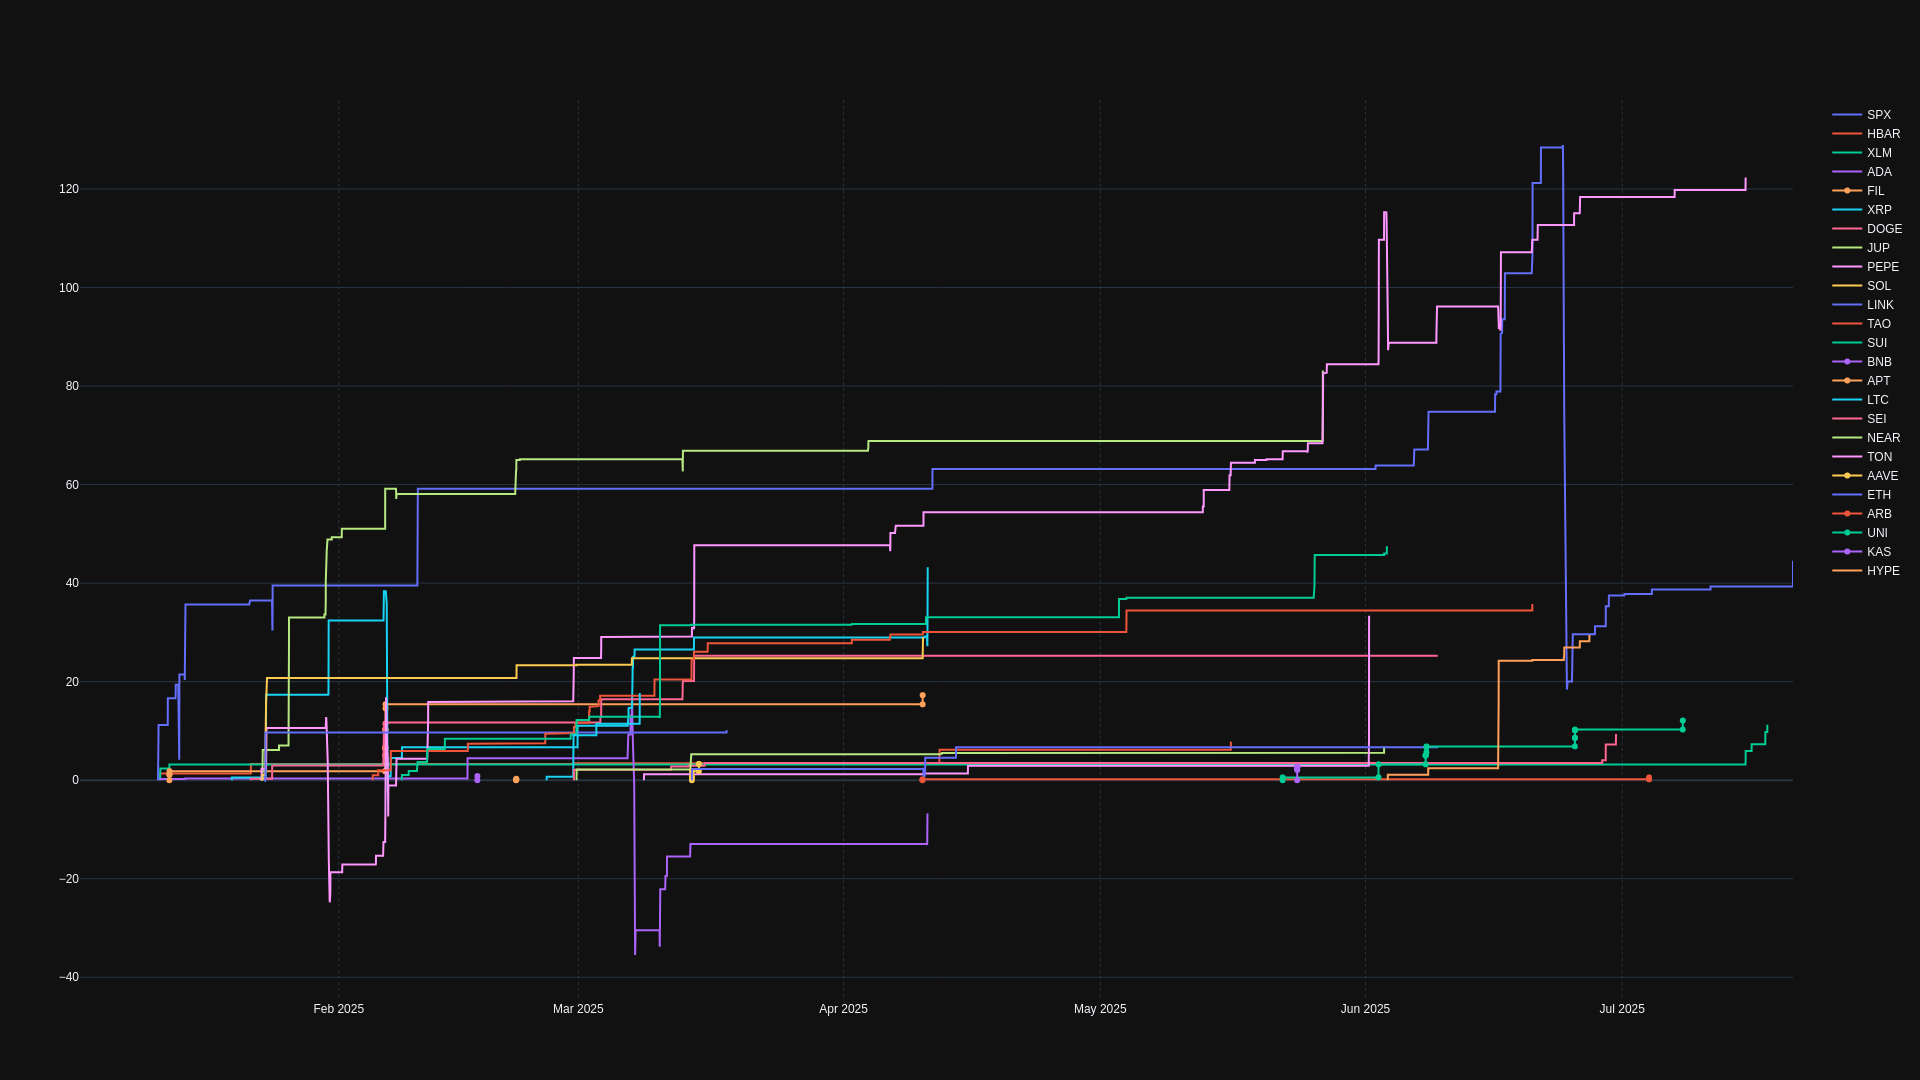 120
100
80
60
40
20
0
−20
−40
Feb 2025
Mar 2025
Apr 2025
May 2025
Jun 2025
Jul 2025
SPX
HBAR
XLM
ADA
FIL
XRP
DOGE
JUP
PEPE
SOL
LINK
TAO
SUI
BNB
APT
LTC
SEI
NEAR
TON
AAVE
ETH
ARB
UNI
KAS
HYPE